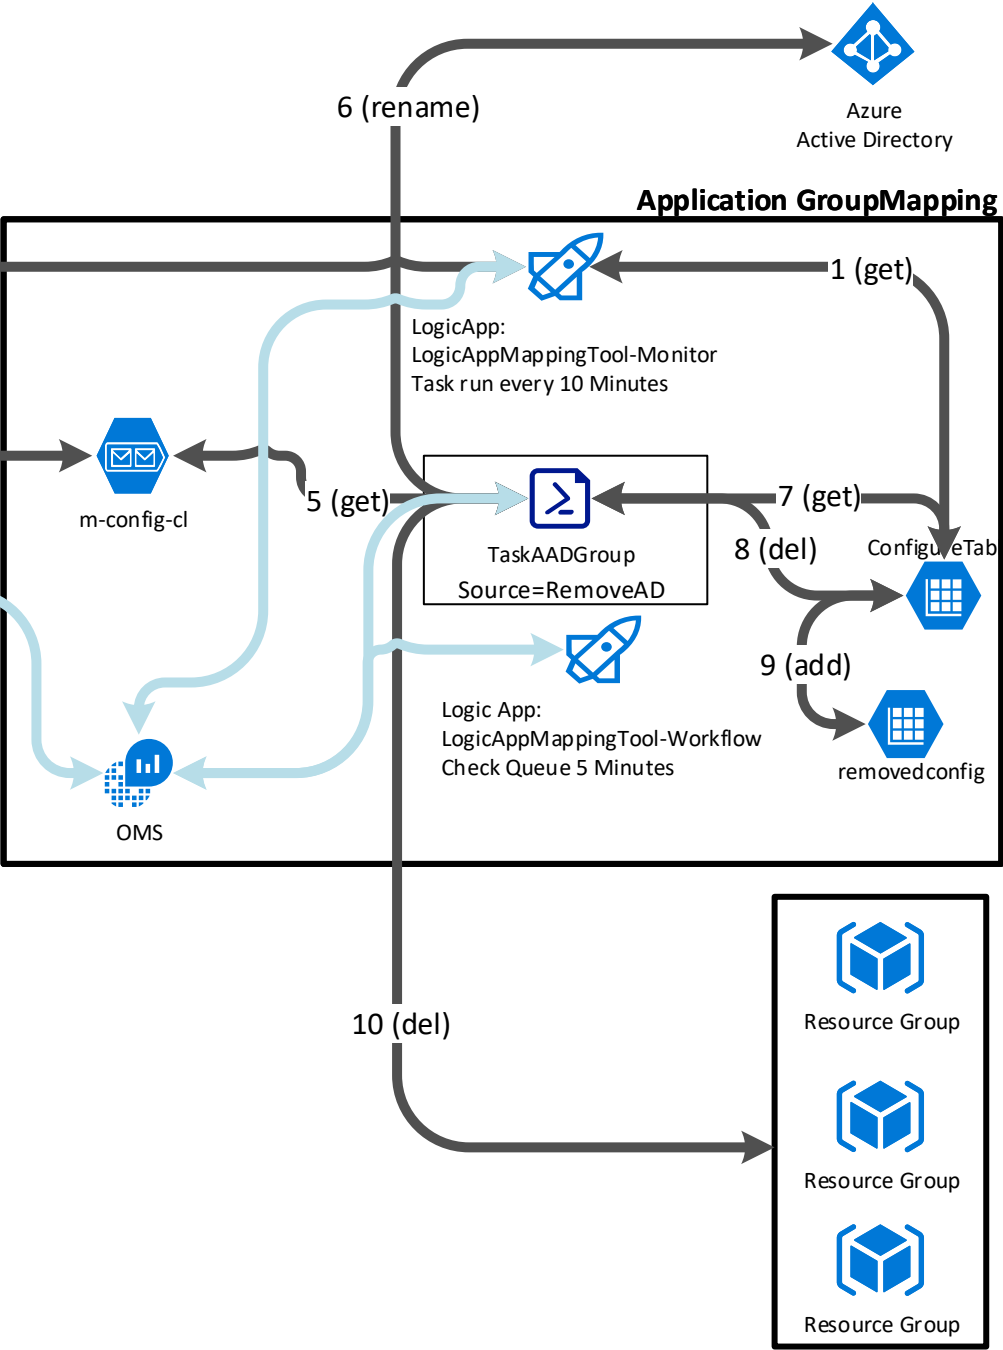 6 (rename)
Azure
Active Directory
Application GroupMapping
1 (get)
LogicApp:
LogicAppMappingTool-Monitor
Task run every 10 Minutes
m-config-cl
5 (get)
7 (get)
8 (del)
ConfigureTab
TaskAADGroup
Source=RemoveAD
9 (add)
Logic App:
LogicAppMappingTool-Workflow
Check Queue 5 Minutes
removedconfig
OMS
10 (del)
Resource Group
Resource Group
Resource Group